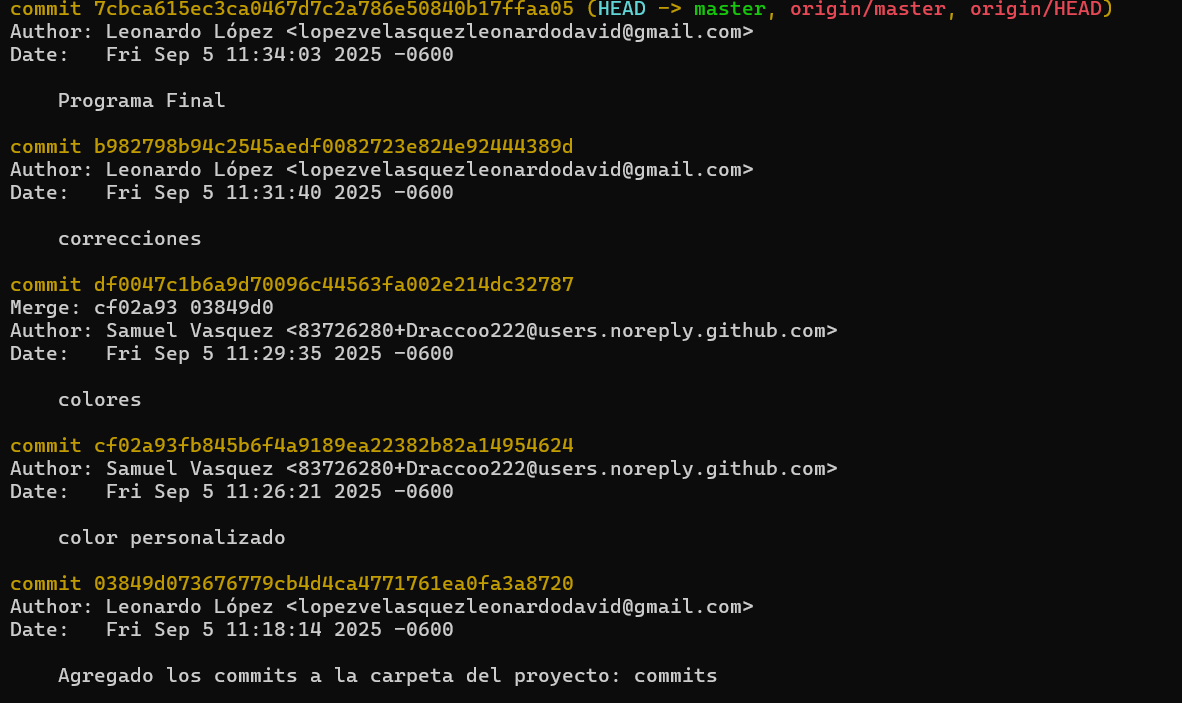 commit 7cbca615ec3ca0467d7c2a786e50840b17ffaa05 (HEAD -> master, origin/master, origin/HEAD)
Author: Leonardo López <lopezvelasquezleonardodavid@gmail.com>
Date:   Fri Sep 5 11:34:03 2025 -0600
    Programa Final
commit b982798b94c2545aedf0082723e824e92444389d
Author: Leonardo López <lopezvelasquezleonardodavid@gmail.com>
Date:   Fri Sep 5 11:31:40 2025 -0600
    correcciones
commit df0047c1b6a9d70096c44563fa002e214dc32787
Merge: cf02a93 03849d0
Author: Samuel Vasquez <83726280+Draccoo222@users.noreply.github.com>
Date:   Fri Sep 5 11:29:35 2025 -0600
    colores
commit cf02a93fb845b6f4a9189ea22382b82a14954624
Author: Samuel Vasquez <83726280+Draccoo222@users.noreply.github.com>
Date:   Fri Sep 5 11:26:21 2025 -0600
    color personalizado
commit 03849d073676779cb4d4ca4771761ea0fa3a8720
Author: Leonardo López <lopezvelasquezleonardodavid@gmail.com>
Date:   Fri Sep 5 11:18:14 2025 -0600
    Agregado los commits a la carpeta del proyecto: commits